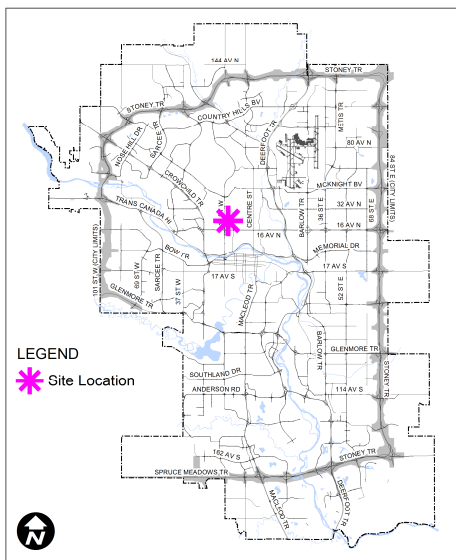 144 AV N
STONEY TR
STONEY TR
COUNTRY HILLS BV
METIS TR
NOSE HILL DR
SARCEE TR
DEERFOOT TR
80 AV N
84 ST E (CITY LIMITS)
CROWCHILD TR
MCKNIGHT BV
TRANS CANADA HI
CENTRE ST
BARLOW TR
36 ST E
32 AV N
68 ST E
16 AV N
16 AV N
101 ST W (CITY LIMITS)
BOW TR
MEMORIAL DR
69 ST W
SARCEE TR
37 ST W
17 AV S
17 AV S
52 ST E
GLENMORE TR
MACLEOD TR
BARLOW TR
GLENMORE TR
LEGEND
Site Location
SOUTHLAND DR
ANDERSON RD
114 AV S
STONEY TR
162 AV S
STONEY TR
SPRUCE MEADOWS TR
MACLEOD TR
DEERFOOT TR
N